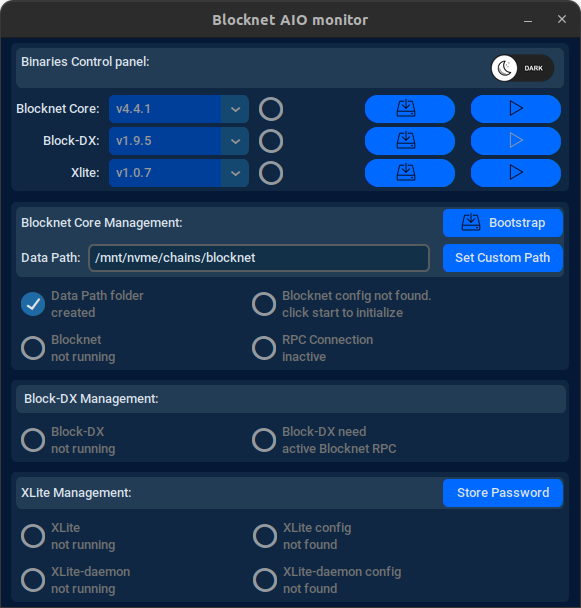 Blocknet AIO monitor
Binaries Control panel:
DARK
Blocknet Core: v4.4.1
Block-DX: v1.9.5
Xlite: v1.0.7
Blocknet Core Management: Bootstrap
Data Path: /mnt/nvme/chains/blocknet Set Custom Path
Data Path folder
created
Blocknet config not found.
click start to initialize
Blocknet
not running
RPC Connection
inactive
Block-DX Management:
Block-DX
not running
Block-DX need
active Blocknet RPC
XLite Management: Store Password
XLite
not running
XLite config
not found
XLite-daemon
not running
XLite-daemon config
not found